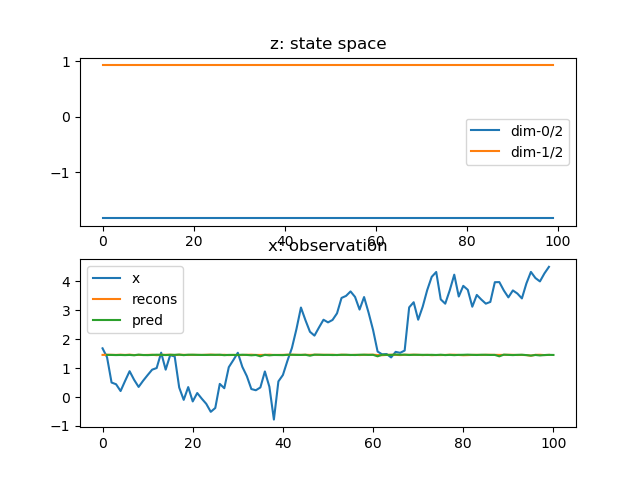 z: state space
1
0
−1
dim-0/2
dim-1/2
0 20 40 60 80 100
x: observation
4
3
2
1
0
−1
x
recons
pred
0 20 40 60 80 100